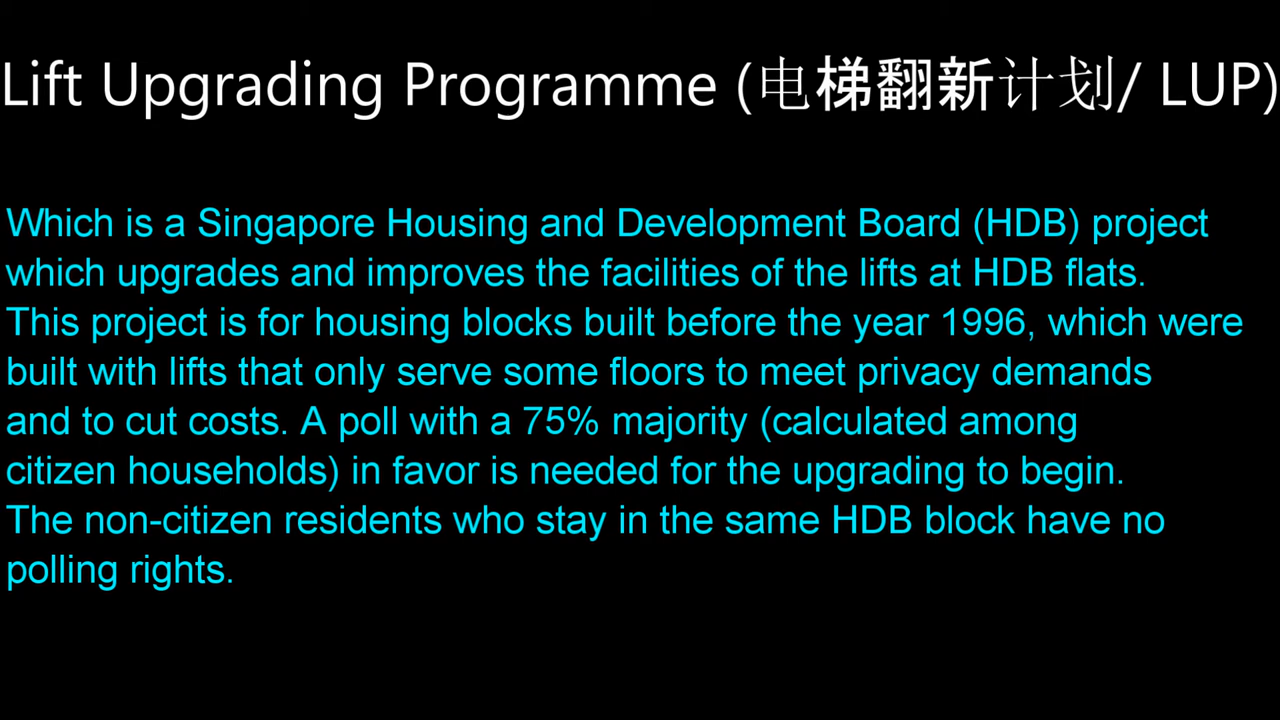 Lift Upgrading Programme (电梯翻新计划/ LUP)
Which is a Singapore Housing and Development Board (HDB) project
which upgrades and improves the facilities of the lifts at HDB flats.
This project is for housing blocks built before the year 1996, which were
built with lifts that only serve some floors to meet privacy demands
and to cut costs. A poll with a 75% majority (calculated among
citizen households) in favor is needed for the upgrading to begin.
The non-citizen residents who stay in the same HDB block have no
polling rights.